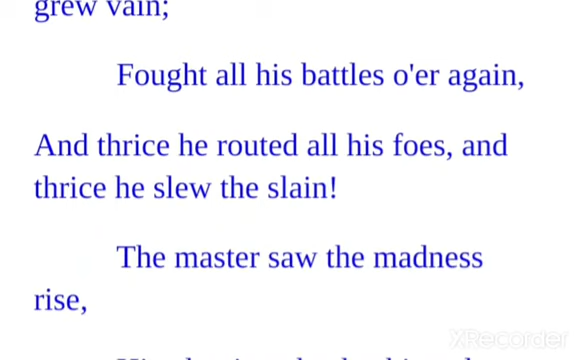 grew vain;
Fought all his battles o'er again,
And thrice he routed all his foes, and
thrice he slew the slain!
The master saw the madness
rise,
XRecorder